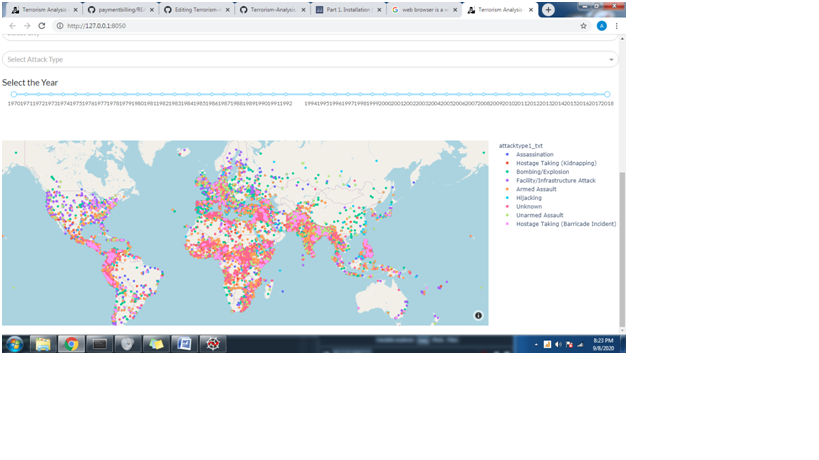 Terrorism Analysis
paymentbilling/RE
Editing Terrorism-
Terrorism-Analysis
Part 1. Installation
web browser is a
Terrorism Analysis
http://127.0.0.1:8050
A
Select Attack Type
Select the Year
19701971197219731974197519761977197819791980198119821983198419851986198719881989199019911992 1994199519961997199819992000200120022003200420052006200720082009201020112012201320142015201620172018
attacktype1_txt
Assassination
Hostage Taking (Kidnapping)
Bombing/Explosion
Facility/Infrastructure Attack
Armed Assault
Hijacking
Unknown
Unarmed Assault
Hostage Taking (Barricade Incident)
8:23 PM
9/8/2020